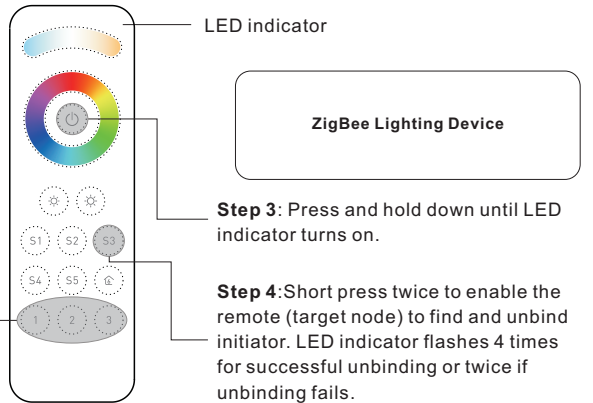 LED indicator
ZigBee Lighting Device
Step 3: Press and hold down until LED
indicator turns on.
S1 S2 S3
S4 S5
1 2 3
Step 4:Short press twice to enable the
remote (target node) to find and unbind
initiator. LED indicator flashes 4 times
for successful unbinding or twice if
unbinding fails.